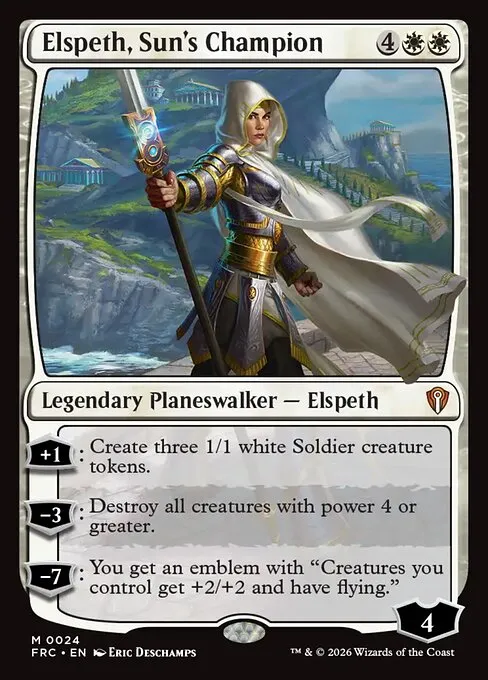 Elspeth, Sun's Champion 4
Legendary Planeswalker — Elspeth
+1: Create three 1/1 white Soldier creature
tokens.
−3: Destroy all creatures with power 4 or
greater.
−7: You get an emblem with “Creatures you
control get +2/+2 and have flying.”
4
M 0024
FRC • EN Eric Deschamps
™ & © 2026 Wizards of the Coast